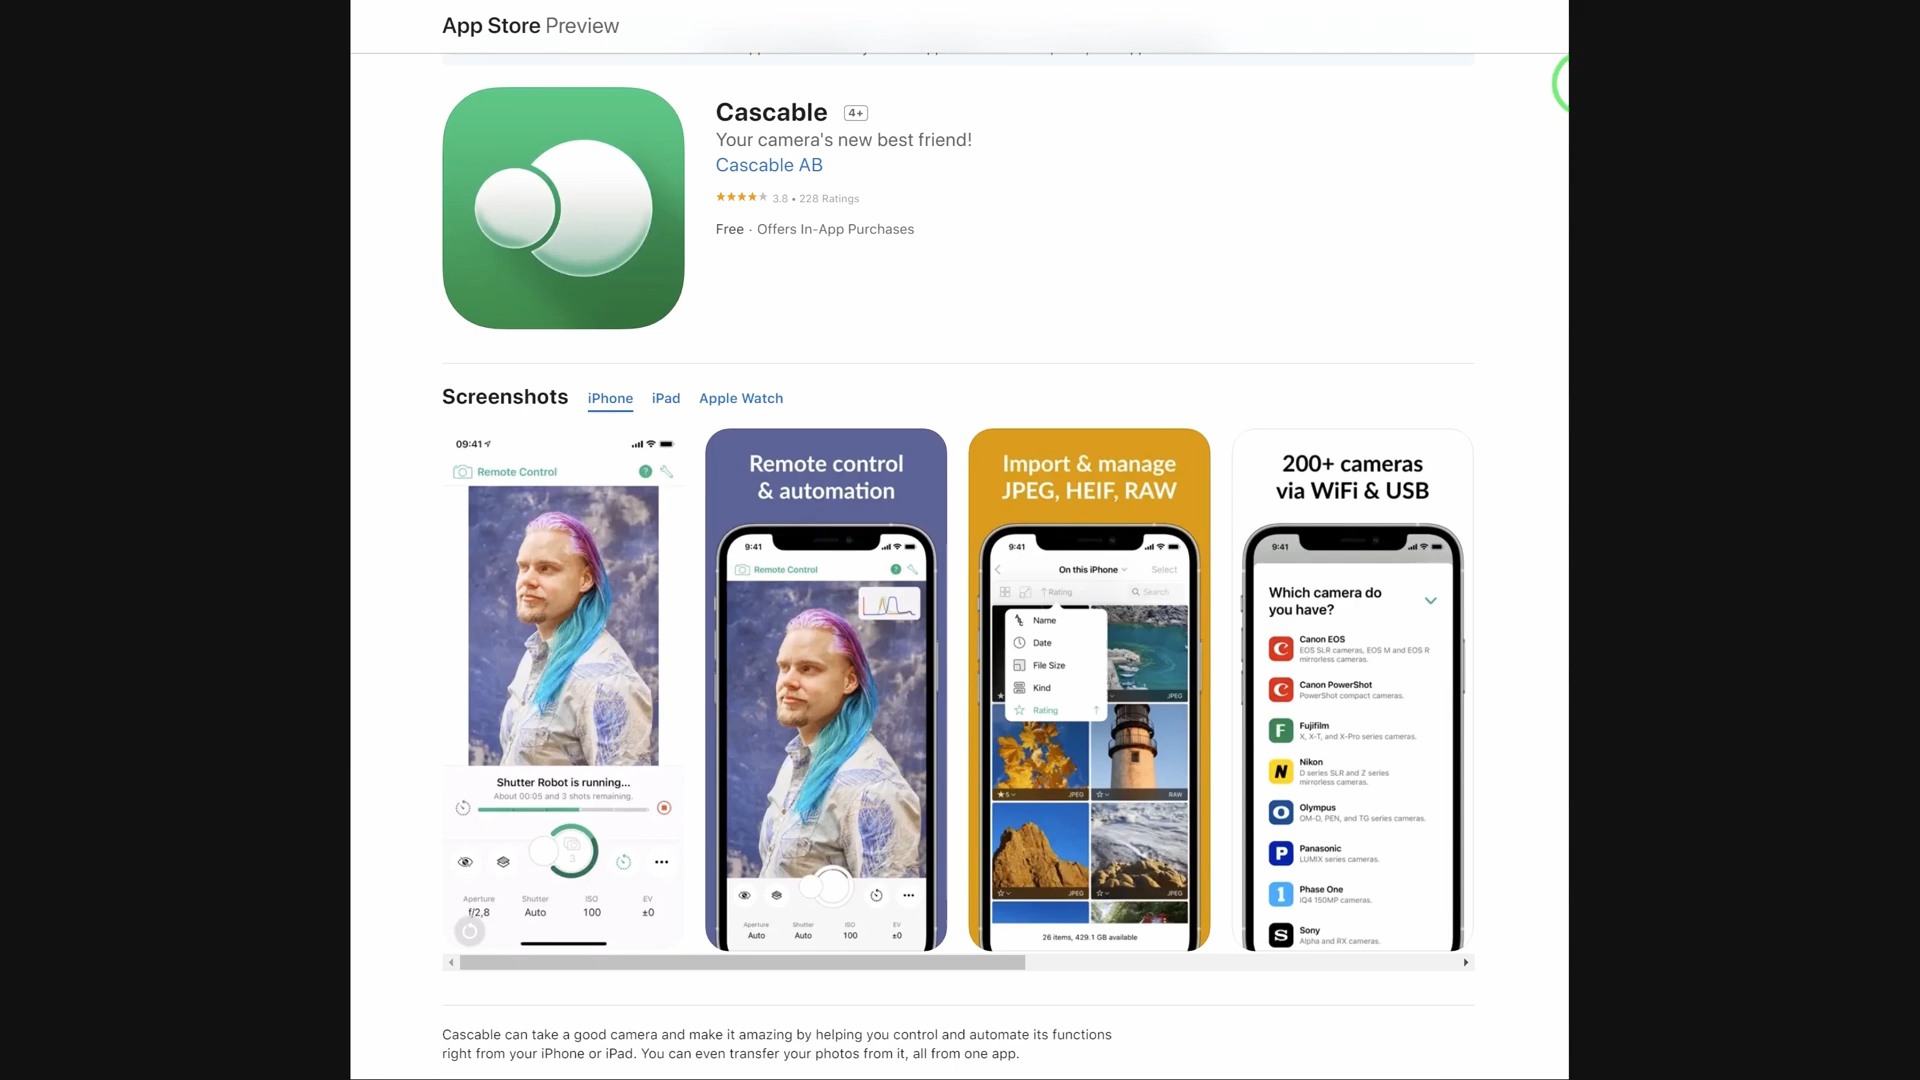 App Store Preview
Cascable 4+
Your camera's new best friend!
Cascable AB
3.8 • 228 Ratings
Free · Offers In-App Purchases
Screenshots iPhone iPad Apple Watch
09:41
Remote Control ?
Shutter Robot is running...
About 00:05 and 3 shots remaining.
3
Aperture Shutter ISO EV
f/2,8 Auto 100 ±0
Remote control
& automation
9:41
Remote Control ?
Aperture Shutter ISO EV
Auto Auto 100 ±0
Import & manage
JPEG, HEIF, RAW
9:41
On this iPhone Select
Rating Search
Name
Date
File Size
Kind
Rating
JPEG
5 JPEG RAW
JPEG JPEG
26 items, 429.1 GB available
200+ cameras
via WiFi & USB
9:41
Which camera do
you have?
C Canon EOS
EOS SLR cameras, EOS M and EOS R
mirrorless cameras.
C Canon PowerShot
PowerShot compact cameras.
F Fujifilm
X, X-T, and X-Pro series cameras.
N Nikon
D series SLR and Z series
mirrorless cameras.
O Olympus
OM-D, PEN, and TG series cameras.
P Panasonic
LUMIX series cameras.
1 Phase One
IQ4 150MP cameras.
S Sony
Alpha and RX cameras.
Cascable can take a good camera and make it amazing by helping you control and automate its functions
right from your iPhone or iPad. You can even transfer your photos from it, all from one app.